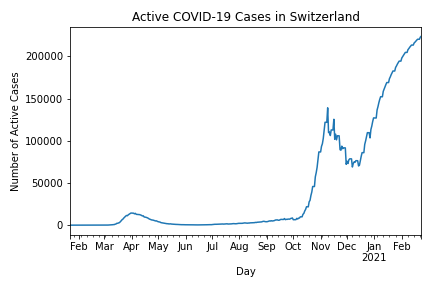 Active COVID-19 Cases in Switzerland
Number of Active Cases
200000
150000
100000
50000
0
Feb Mar Apr May Jun Jul Aug Sep Oct Nov Dec Jan Feb
2021
Day